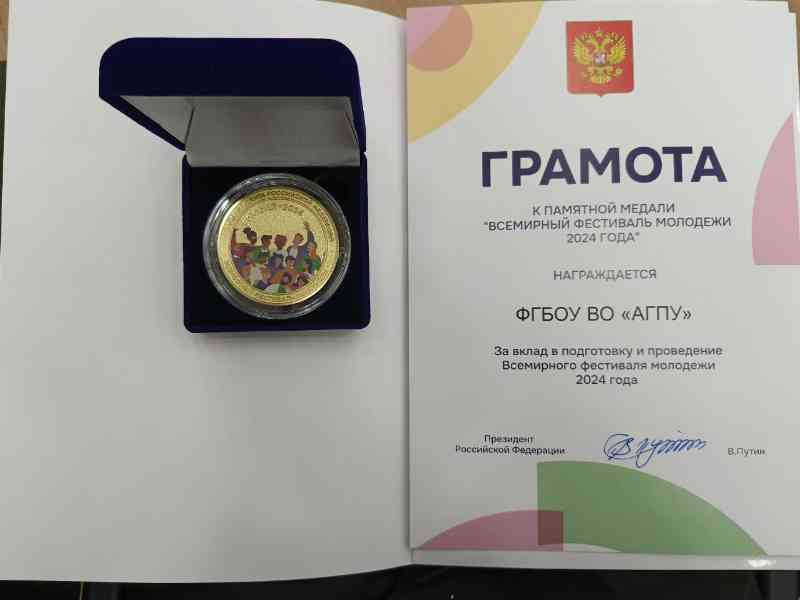 ГРАМОТА
К ПАМЯТНОЙ МЕДАЛИ
"ВСЕМИРНЫЙ ФЕСТИВАЛЬ МОЛОДЕЖИ
2024 ГОДА"
НАГРАЖДАЕТСЯ
ФГБОУ ВО «АГПУ»
За вклад в подготовку и проведение
Всемирного фестиваля молодежи
2024 года
Президент
Российской Федерации
В.Путин